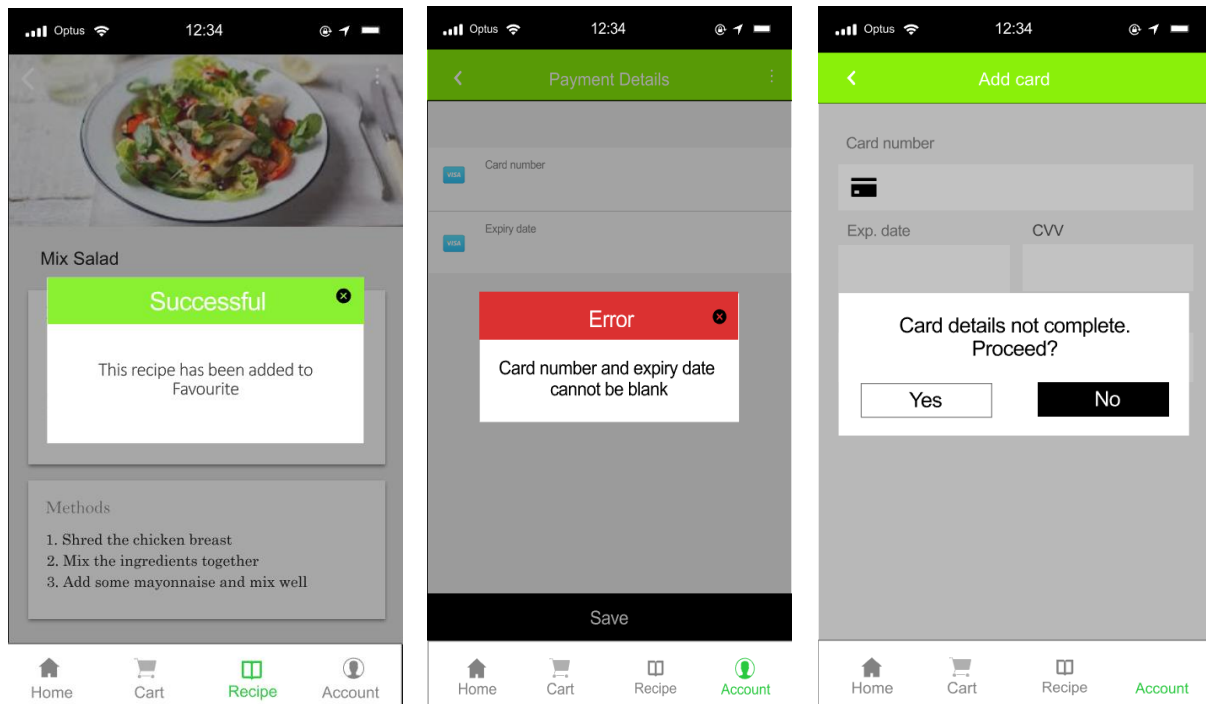 Optus
12:34
Mix Salad
Successful
This recipe has been added to
Favourite
Methods
1. Shred the chicken breast
2. Mix the ingredients together
3. Add some mayonnaise and mix well
Home Cart Recipe Account
Optus
12:34
Payment Details
VISA Card number
VISA Expiry date
Error
Card number and expiry date
cannot be blank
Save
Home Cart Recipe Account
Optus
12:34
Add card
Card number
Exp. date CVV
Card details not complete.
Proceed?
Yes No
Home Cart Recipe Account